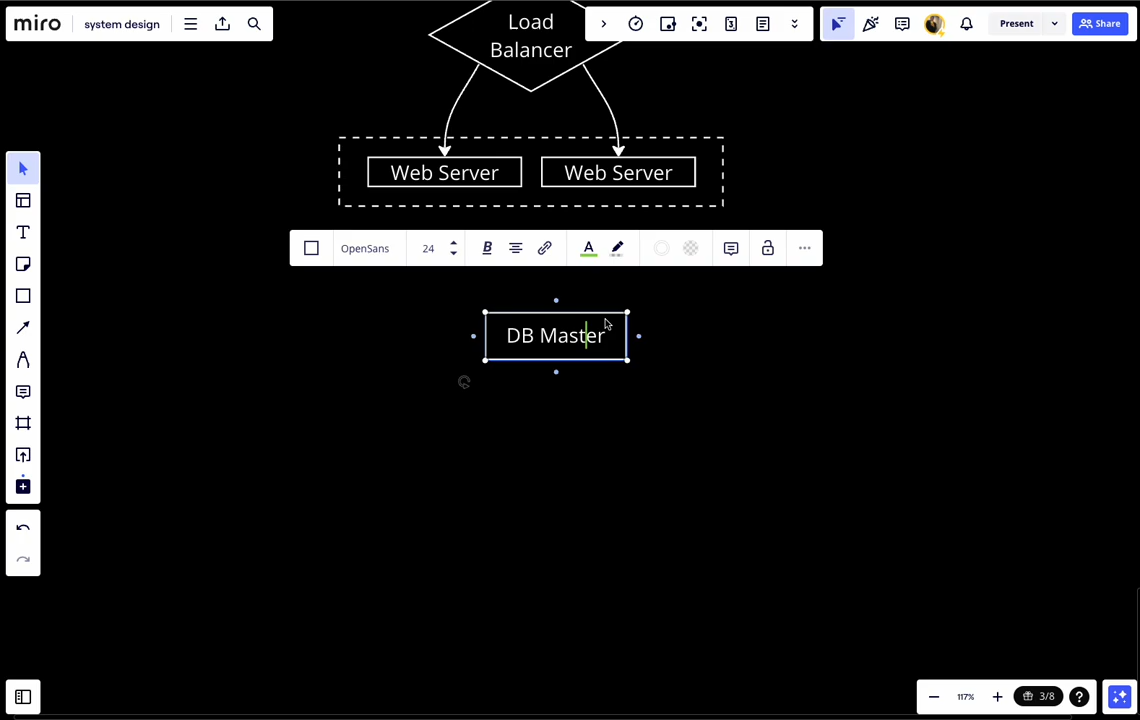 miro
system design
Load
Balancer
Present
Share
Web Server
Web Server
OpenSans
24
B
A
DB Master
T
117%
3/8
?